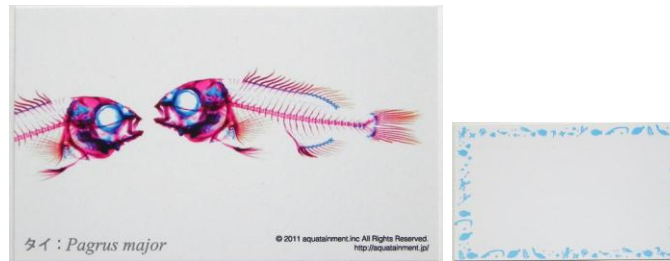 タイ：Pagrus major
© 2011 aquatainment.inc All Rights Reserved.
http://aquatainment.jp/